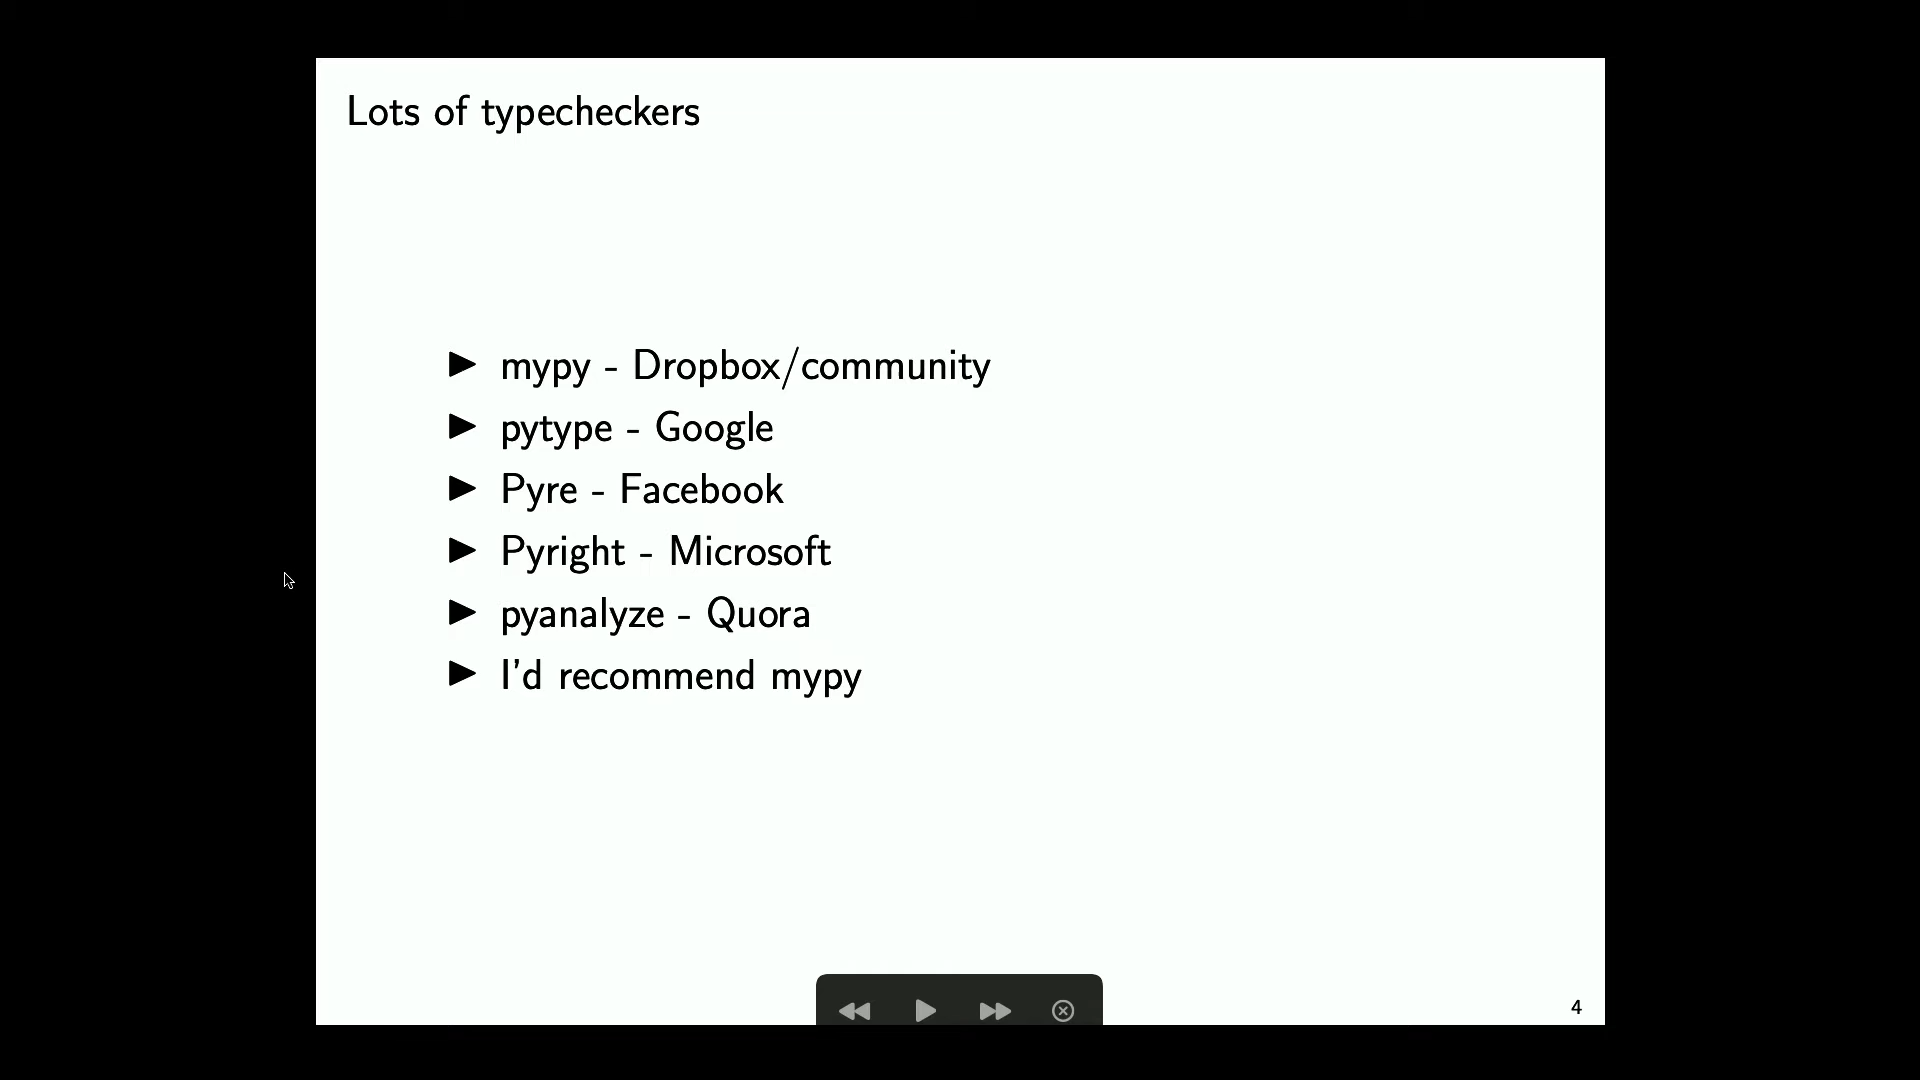 Lots of typecheckers
▶ mypy - Dropbox/community
▶ pytype - Google
▶ Pyre - Facebook
▶ Pyright - Microsoft
▶ pyanalyze - Quora
▶ I'd recommend mypy
4